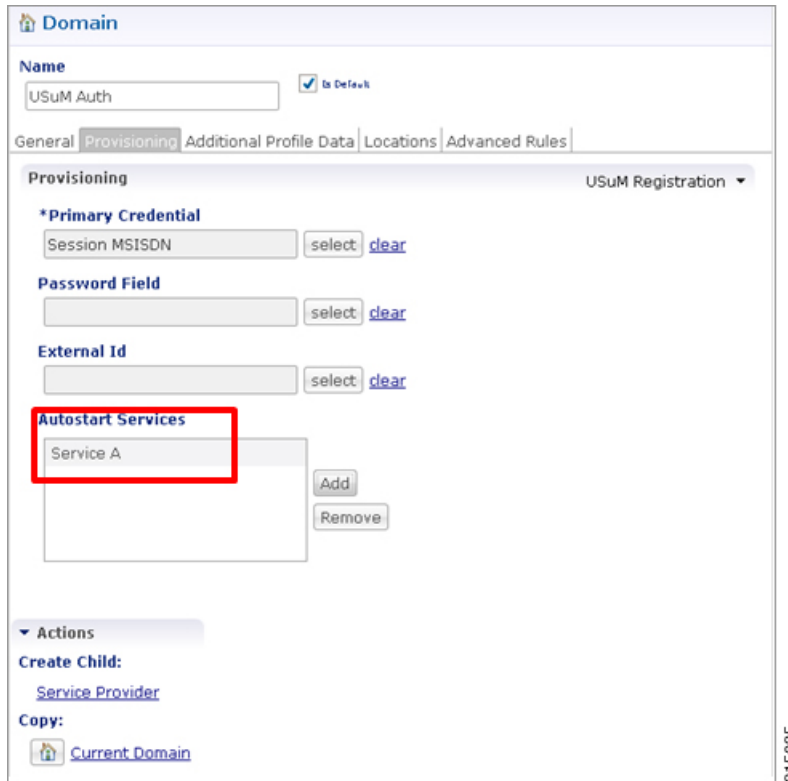 Domain
Name
USuM Auth
Is Default
General Provisioning Additional Profile Data Locations Advanced Rules
Provisioning
USuM Registration
*Primary Credential
Session MSISDN select clear
Password Field
select clear
External Id
select clear
Autostart Services
Service A
Add
Remove
Actions
Create Child:
Service Provider
Copy:
Current Domain